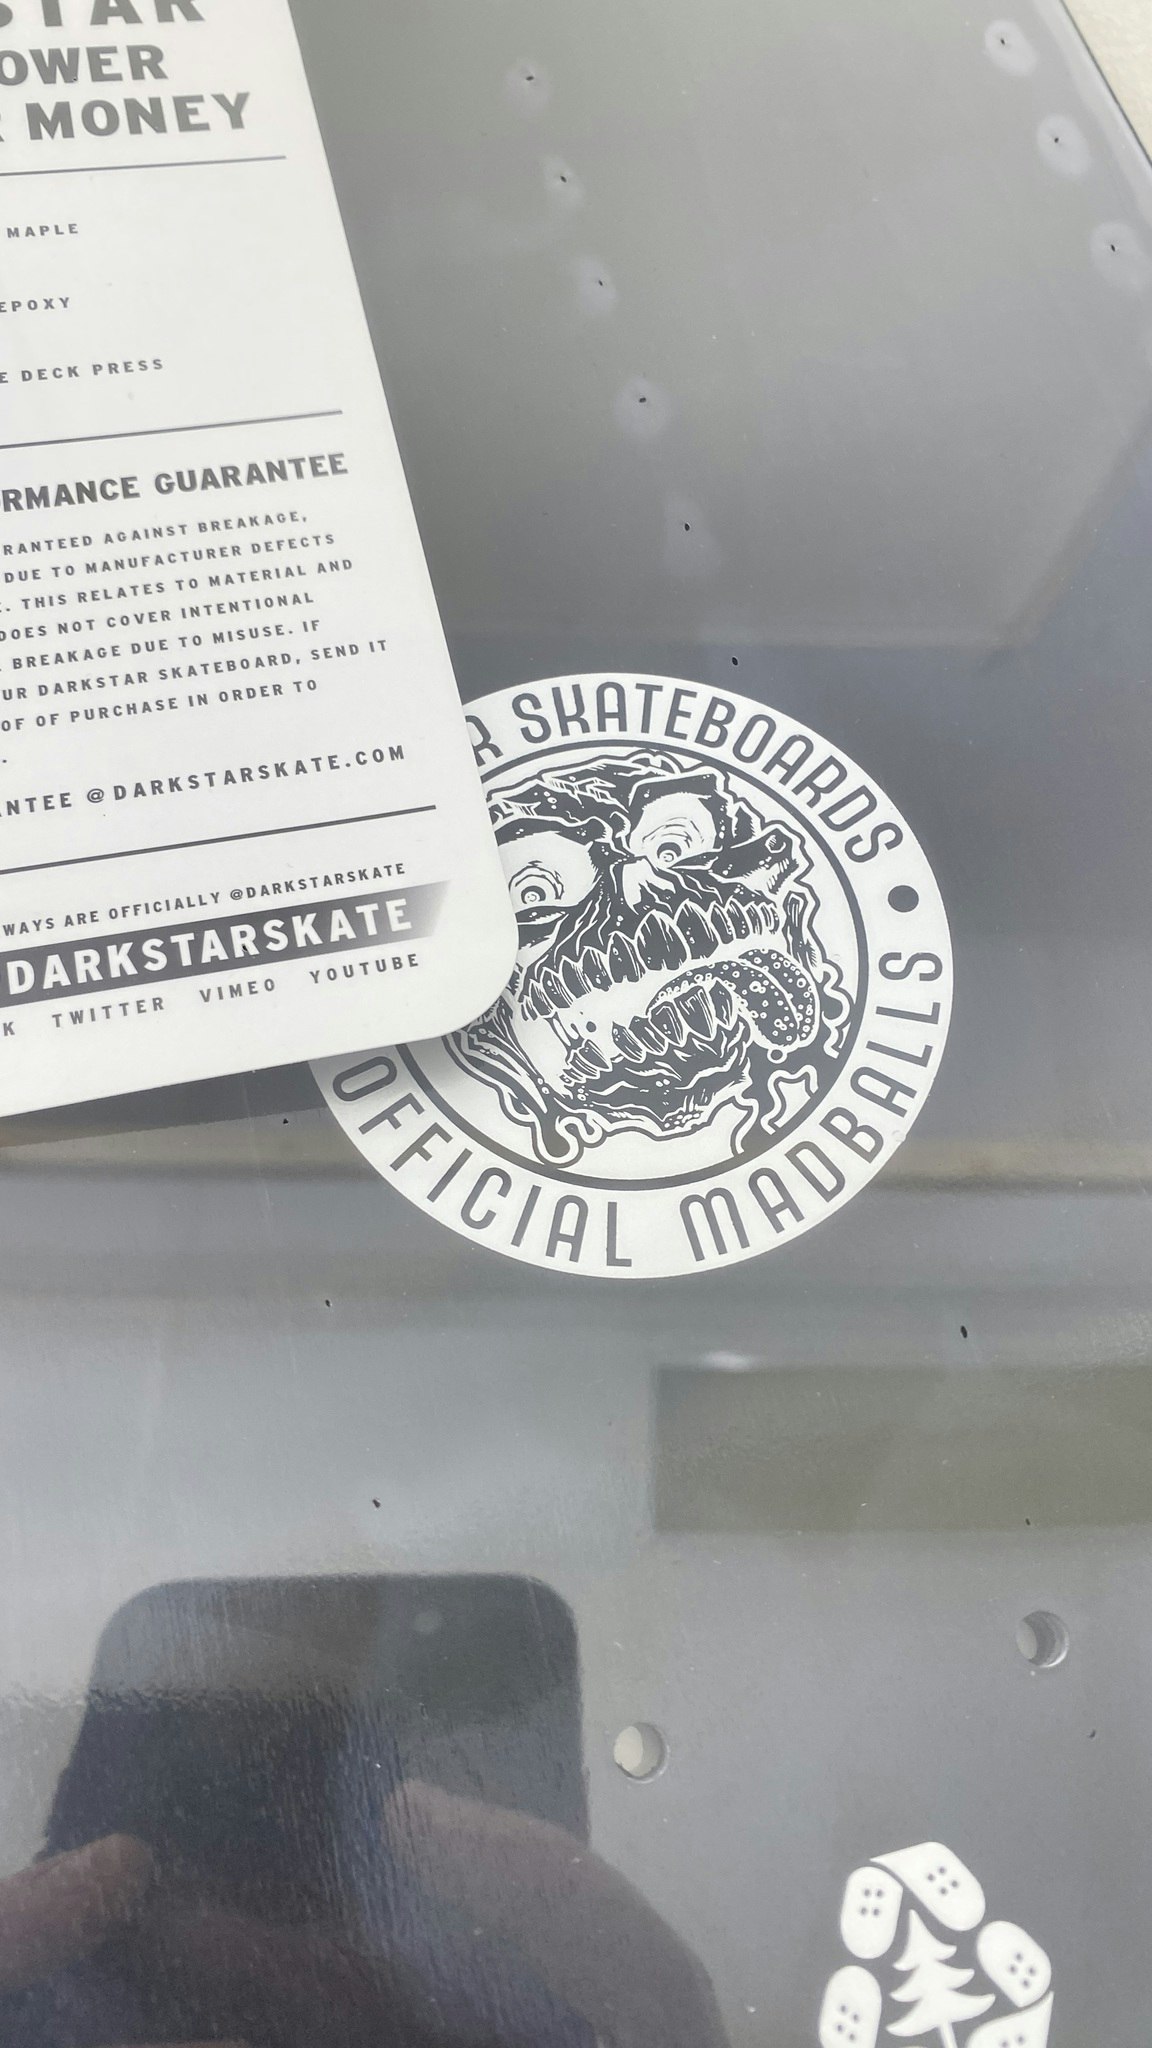 STAR
OWER
R MONEY
MAPLE
EPOXY
E DECK PRESS
ORMANCE GUARANTEE
RANTEED AGAINST BREAKAGE,
DUE TO MANUFACTURER DEFECTS
. THIS RELATES TO MATERIAL AND
DOES NOT COVER INTENTIONAL
BREAKAGE DUE TO MISUSE. IF
UR DARKSTAR SKATEBOARD, SEND IT
OF OF PURCHASE IN ORDER TO
.
NTEE @DARKSTARSKATE.COM
WAYS ARE OFFICIALLY @DARKSTARSKATE
DARKSTARSKATE
K TWITTER VIMEO YOUTUBE
R SKATEBOARDS •
OFFICIAL MADBALLS